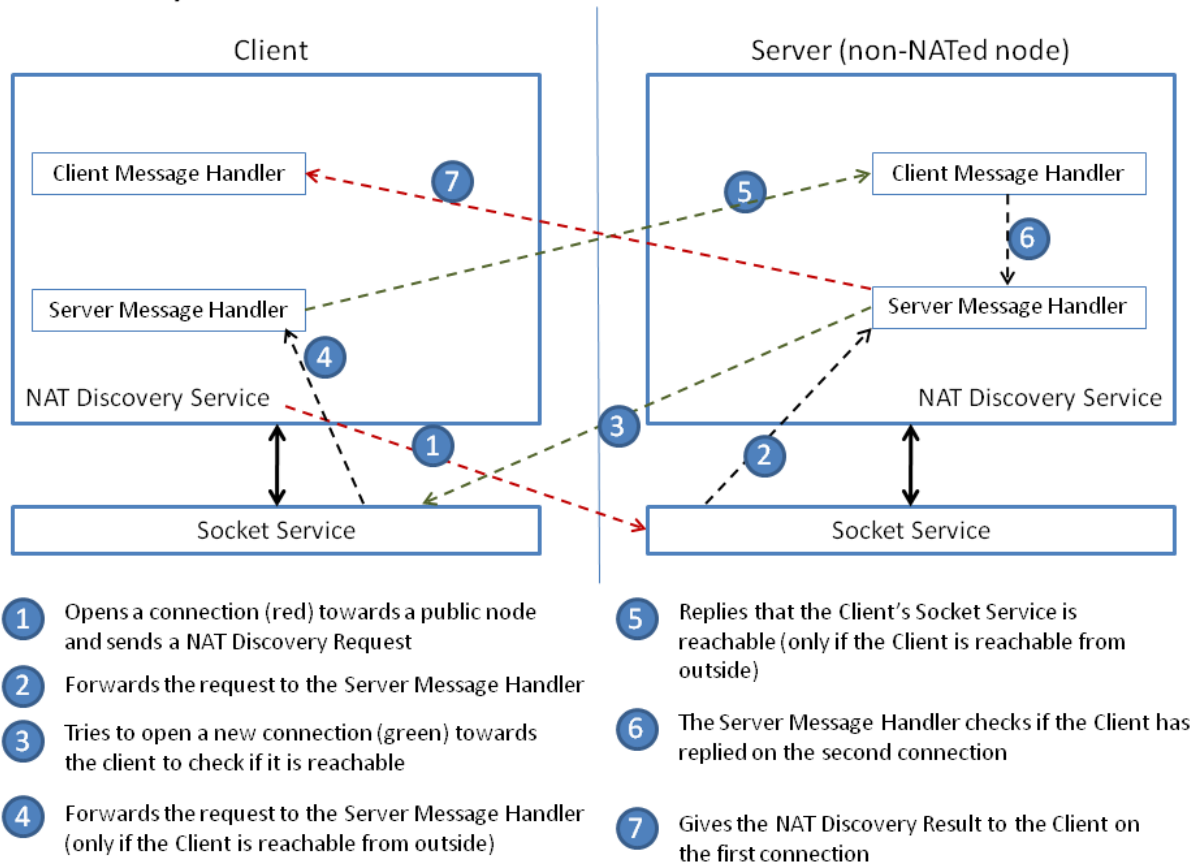 Client
Server (non-NATed node)
Client Message Handler
7
5
Client Message Handler
6
Server Message Handler
Server Message Handler
4
NAT Discovery Service
NAT Discovery Service
3
1
2
Socket Service
Socket Service
1 Opens a connection (red) towards a public node
and sends a NAT Discovery Request
2 Forwards the request to the Server Message Handler
3 Tries to open a new connection (green) towards
the client to check if it is reachable
4 Forwards the request to the Server Message Handler
(only if the Client is reachable from outside)
5 Replies that the Client's Socket Service is
reachable (only if the Client is reachable from
outside)
6 The Server Message Handler checks if the Client has
replied on the second connection
7 Gives the NAT Discovery Result to the Client on
the first connection